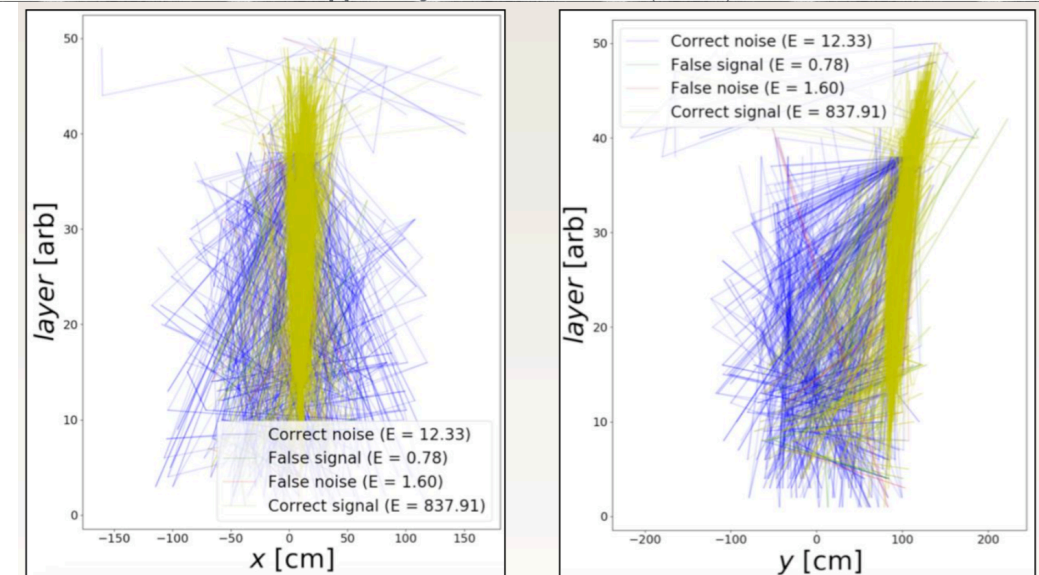 50
40
30
20
10
0
layer [arb]
Correct noise (E = 12.33)
False signal (E = 0.78)
False noise (E = 1.60)
Correct signal (E = 837.91)
−150 −100 −50 0 50 100 150
x [cm]
50
40
30
20
10
0
layer [arb]
Correct noise (E = 12.33)
False signal (E = 0.78)
False noise (E = 1.60)
Correct signal (E = 837.91)
−200 −100 0 100 200
y [cm]